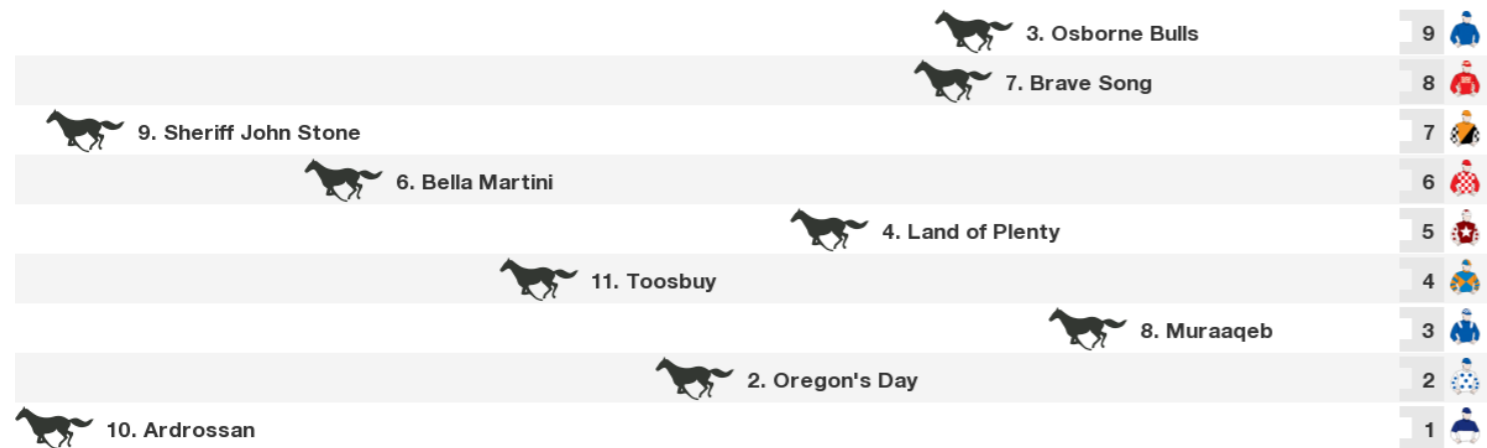 3. Osborne Bulls 9
7. Brave Song 8
9. Sheriff John Stone 7
6. Bella Martini 6
4. Land of Plenty 5
11. Toosbuy 4
8. Muraaqeb 3
2. Oregon's Day 2
10. Ardrossan 1